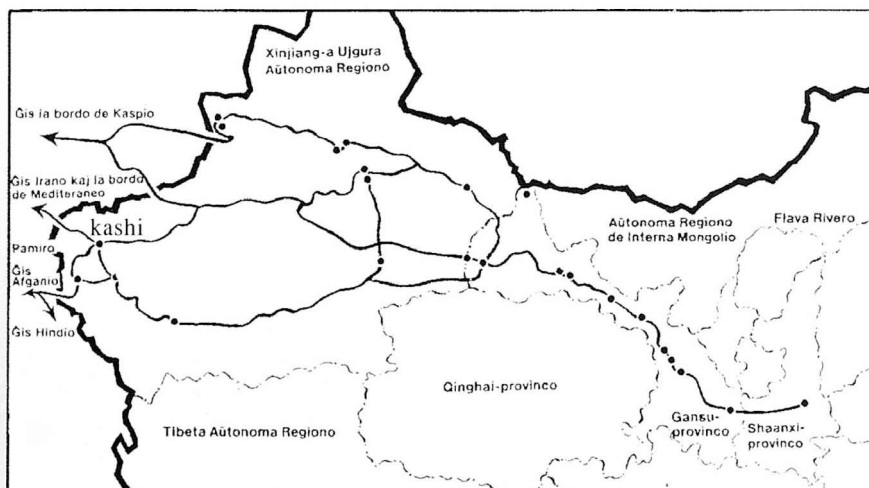 Xinjiang-a Ujgura
Aŭtonoma Regiono
Ĝis la bordo de Kaspio
Ĝis Irano kaj la bordo
de Mediteraneo
kashi
Pamiro
Ĝis
Afganio
Ĝis Hindio
Aŭtonoma Regiono
de Interna Mongolio
Flava Rivero
Qinghai-provinco
Tibeta Aŭtonoma Regiono
Gansu-
provinco
Shaanxi-
provinco